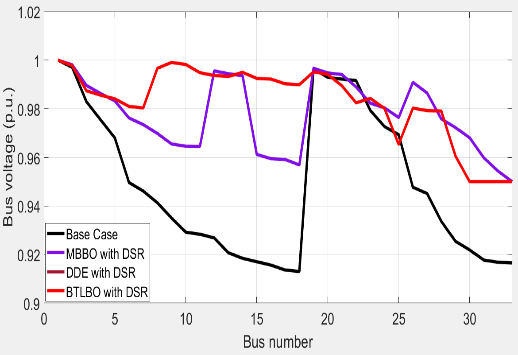 1.02
1
0.98
0.96
0.94
0.92
0.9
Bus voltage (p.u.)
Base Case
MBBO with DSR
DDE with DSR
BTLBO with DSR
0 5 10 15 20 25 30
Bus number